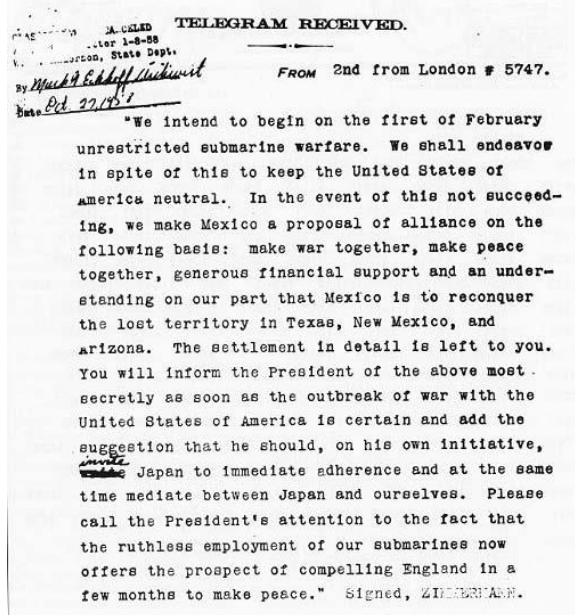 TELEGRAM RECEIVED.
1-8-58
State Dept.
By Mark G Eckhoff Archivist
Date Oct. 27, 1958
FROM 2nd from London # 5747.
"We intend to begin on the first of February
unrestricted submarine warfare. We shall endeavor
in spite of this to keep the United States of
America neutral. In the event of this not succeed-
ing, we make Mexico a proposal of alliance on the
following basis: make war together, make peace
together, generous financial support and an under-
standing on our part that Mexico is to reconquer
the lost territory in Texas, New Mexico, and
Arizona. The settlement in detail is left to you.
You will inform the President of the above most
secretly as soon as the outbreak of war with the
United States of America is certain and add the
suggestion that he should, on his own initiative,
invite Japan to immediate adherence and at the same
time mediate between Japan and ourselves. Please
call the President's attention to the fact that
the ruthless employment of our submarines now
offers the prospect of compelling England in a
few months to make peace." Signed, ZIMMERMANN.